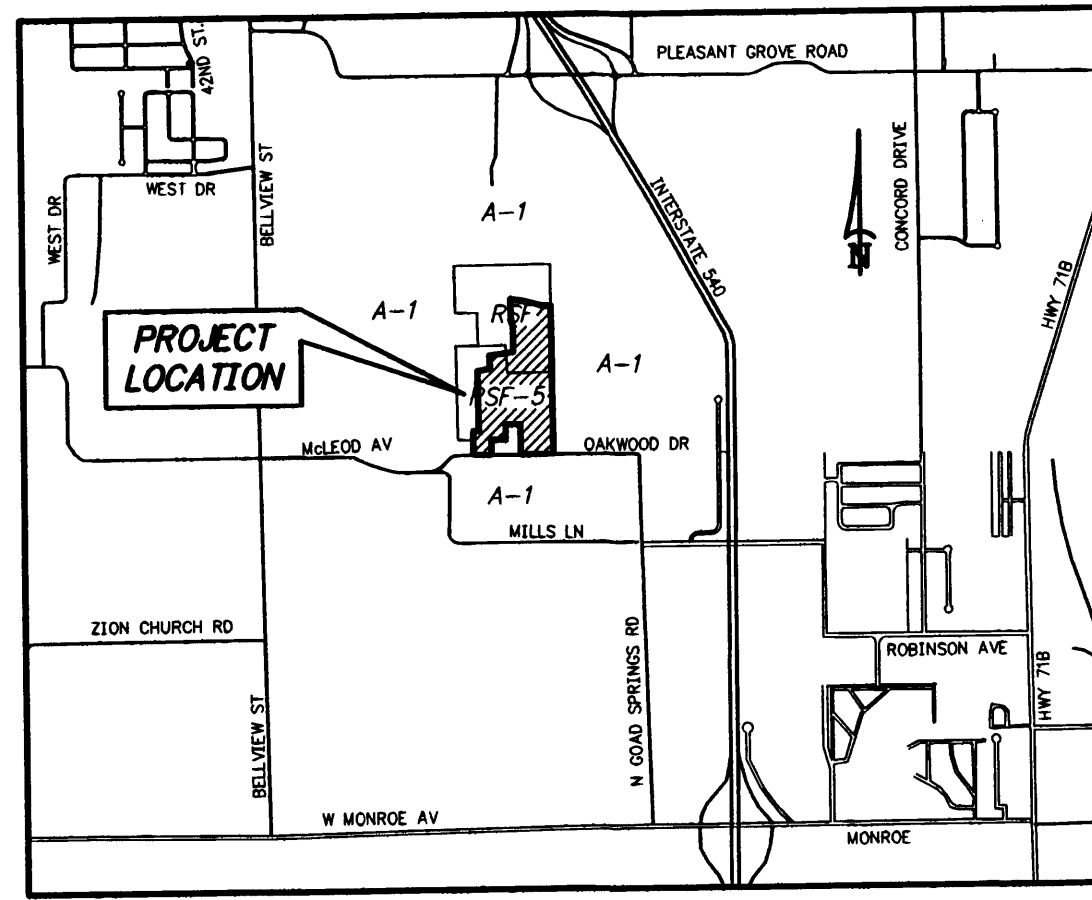 42ND ST.
PLEASANT GROVE ROAD
WEST DR
BELLVIEW ST
WEST DR
CONCORD DRIVE
INTERSTATE 540
A-1
N
HWY 71B
A-1
RSF
PROJECT
LOCATION
A-1
RSF-5
McLEOD AV
OAKWOOD DR
A-1
MILLS LN
ZION CHURCH RD
N GOAD SPRINGS RD
ROBINSON AVE
HWY 71B
BELLVIEW ST
W MONROE AV
MONROE